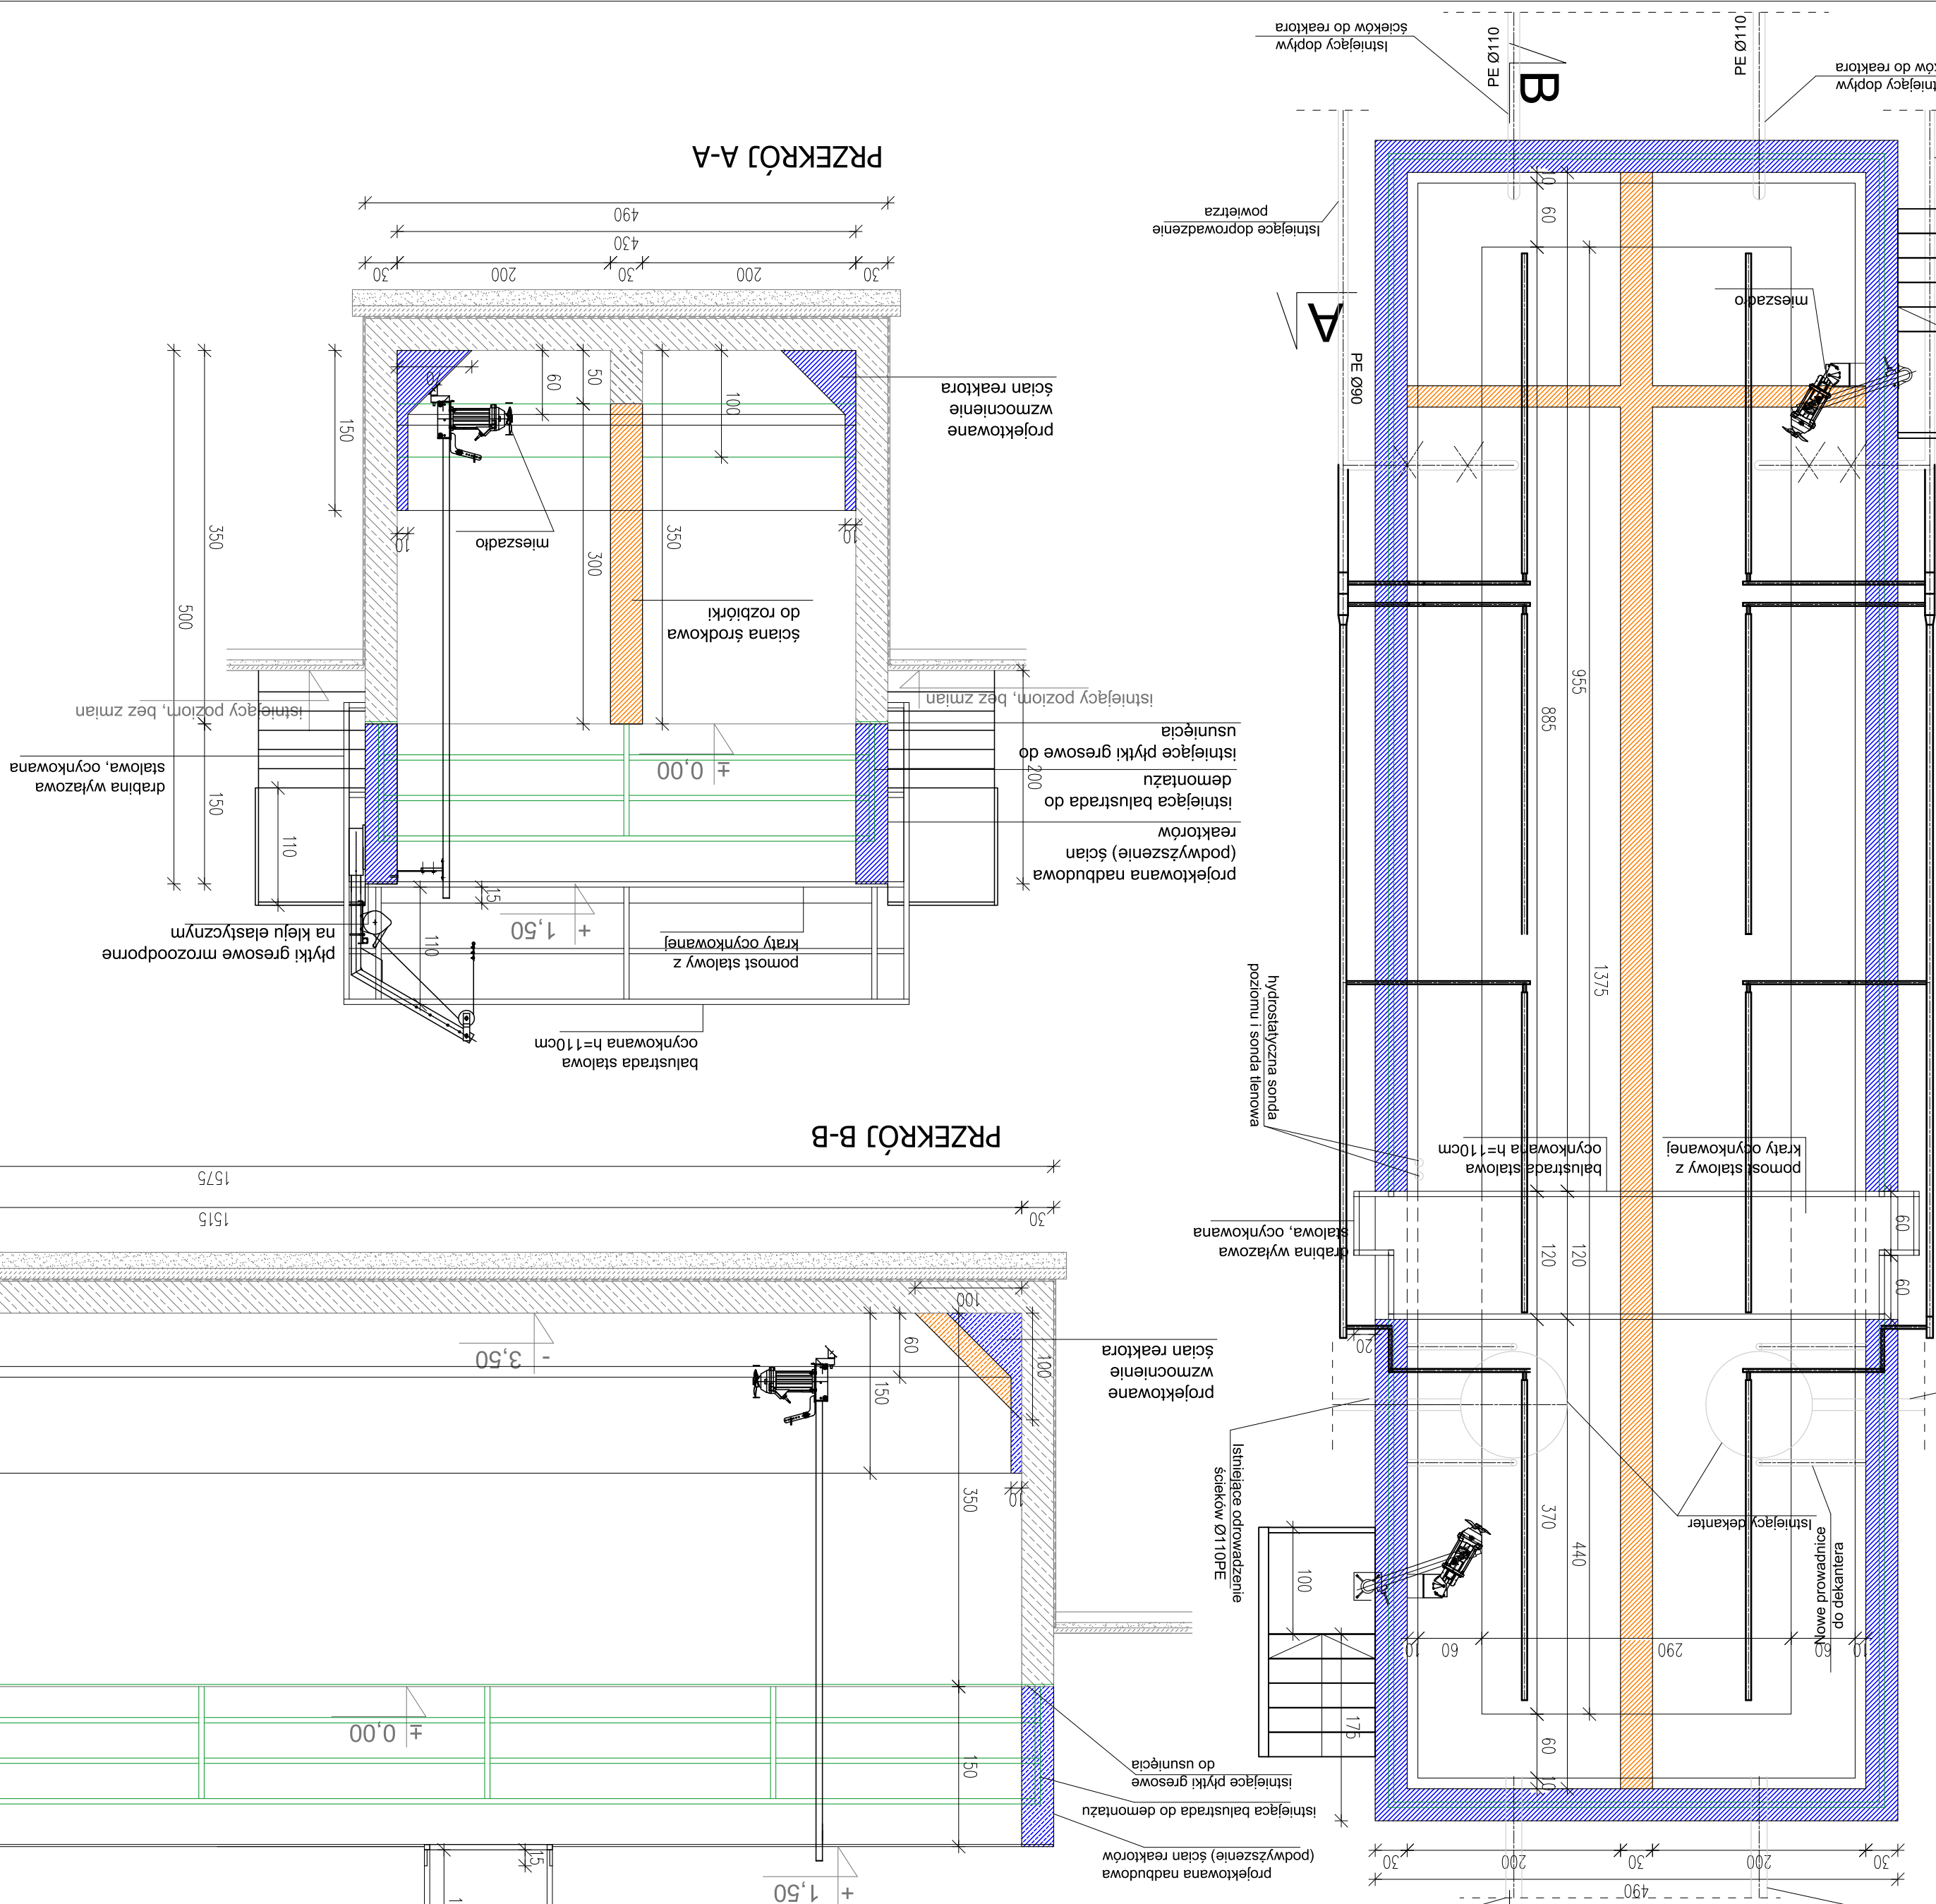 Istniejący dopływ
ścieków do reaktora
PE Ø110
B
PE Ø110
PRZEKRÓJ A-A
490
430
30
200
30
200
30
Istniejące doprowadzenie
powietrza
A
PE Ø90
mieszadło
10
60
projektowane
wzmocnienie
ścian reaktora
150
60
50
100
350
500
350
300
10
10
mieszadło
ściana środkowa
do rozbiórki
istniejący poziom, bez zmian
istniejący poziom, bez zmian
drabina wyłazowa
stalowa, ocynkowana
istniejące płytki gresowe do
usunięcia
istniejąca balustrada do
demontażu
projektowana nadbudowa
(podwyższenie) ścian
reaktorów
± 0,00
200
150
110
15
110
+ 1,50
płytki gresowe mrozoodporne
na kleju elastycznym
pomost stalowy z
kraty ocynkowanej
balustrada stalowa
ocynkowana h=110cm
955
885
1375
hydrostatyczna sonda
poziomu i sonda tlenowa
PRZEKRÓJ B-B
1575
1515
30
balustrada stalowa
ocynkowana h=110cm
pomost stalowy z
kraty ocynkowanej
drabina wyłazowa
stalowa, ocynkowana
120
120
60
60
20
100
60
150
100
350
10
- 3,50
projektowane
wzmocnienie
ścian reaktora
Istniejące odrowadzenie
ścieków Ø110PE
Istniejący dekanter
Nowe prowadnice
do dekantera
370
440
100
175
10
60
290
60
10
60
10
± 0,00
150
istniejące płytki gresowe
do usunięcia
istniejąca balustrada do demontażu
projektowana nadbudowa
(podwyższenie) ścian reaktorów
15
+ 1,50
30
200
30
200
30
490